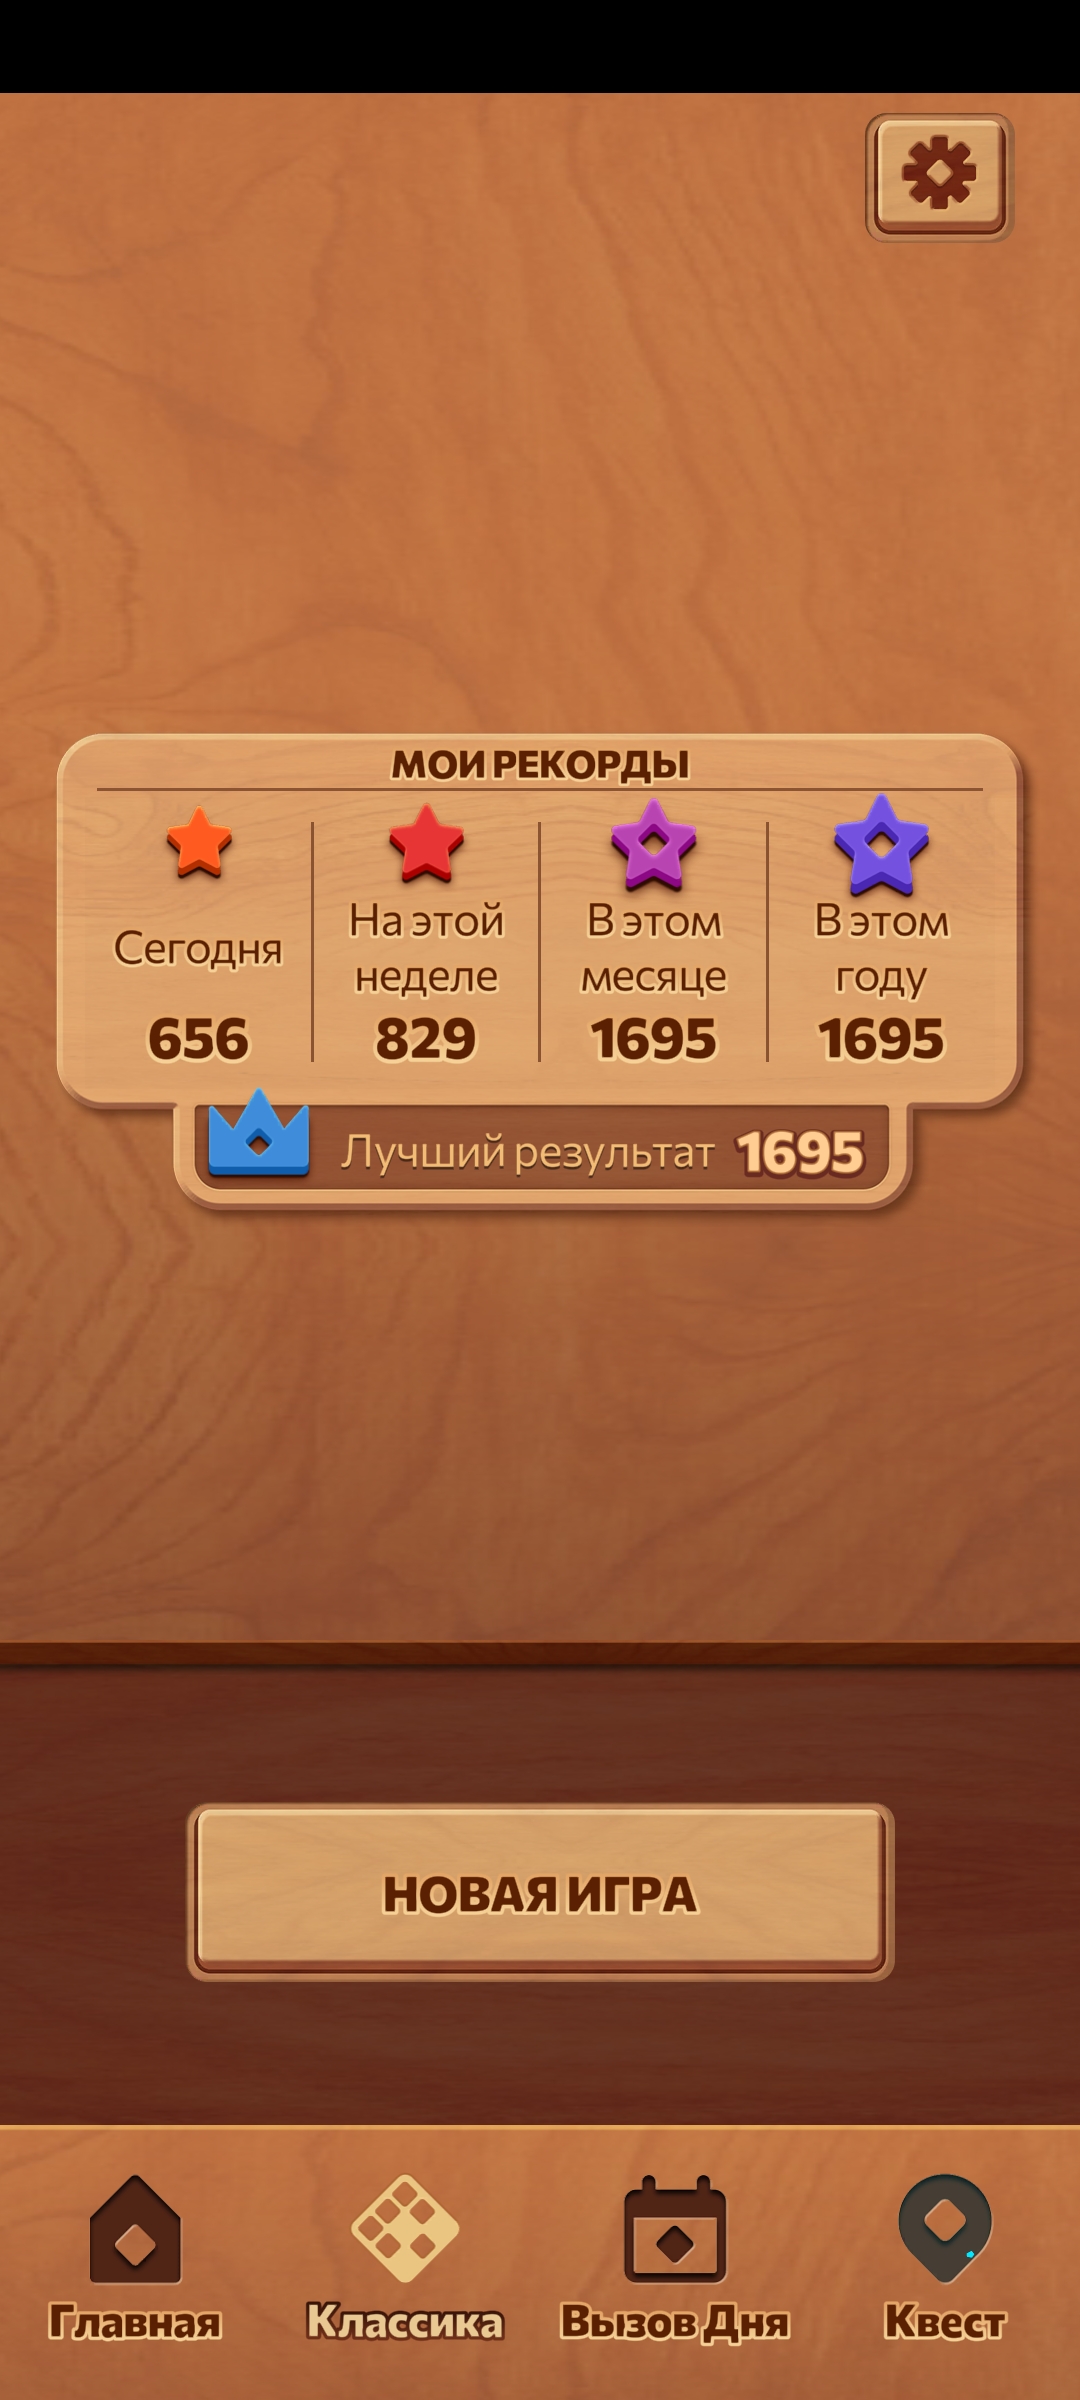 МОИ РЕКОРДЫ
Сегодня
656
На этой
неделе
829
В этом
месяце
1695
В этом
году
1695
Лучший результат 1695
НОВАЯ ИГРА
Главная
Классика
Вызов Дня
Квест